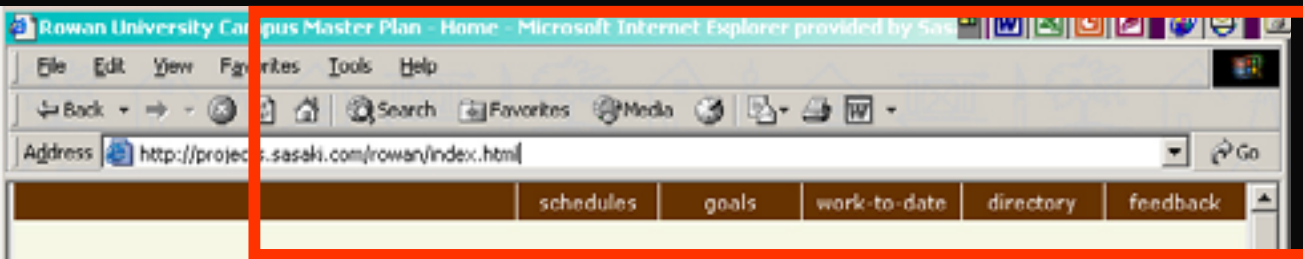 Rowan University Campus Master Plan - Home - Microsoft Internet Explorer provided by Sas
File Edit View Favorites Tools Help
Back Search Favorites Media
Address http://projects.sasaki.com/rowan/index.html Go
schedules goals work-to-date directory feedback